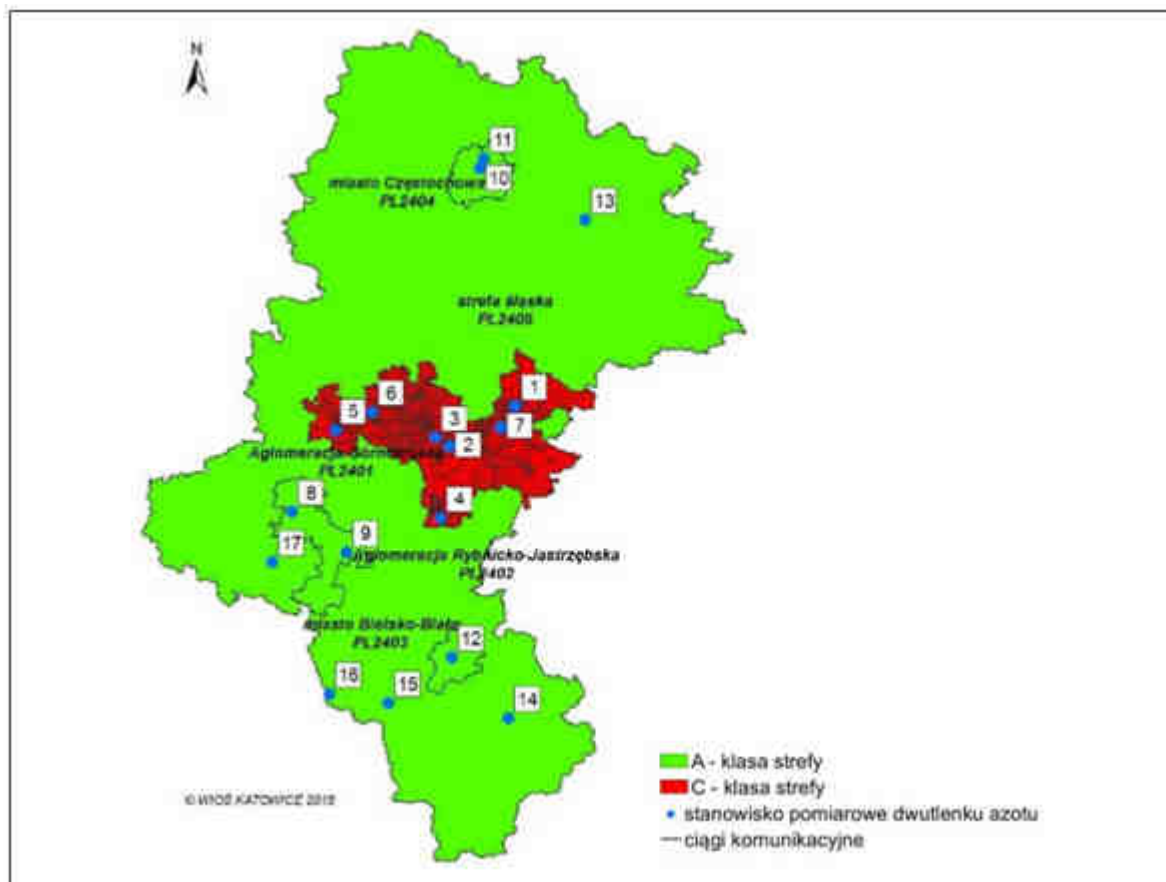 N
11
10
miasto Częstochowa
PL2404
13
strefa śląska
PL2405
1
6
5
3
7
2
Aglomeracja Górnośląska
PL2401
4
8
9
17
Aglomeracja Rybnicko-Jastrzębska
PL2402
miasto Bielsko-Biała
PL2403
12
16
15
14
A - klasa strefy
C - klasa strefy
stanowisko pomiarowe dwutlenku azotu
ciągi komunikacyjne
© WIOŚ KATOWICE 2015